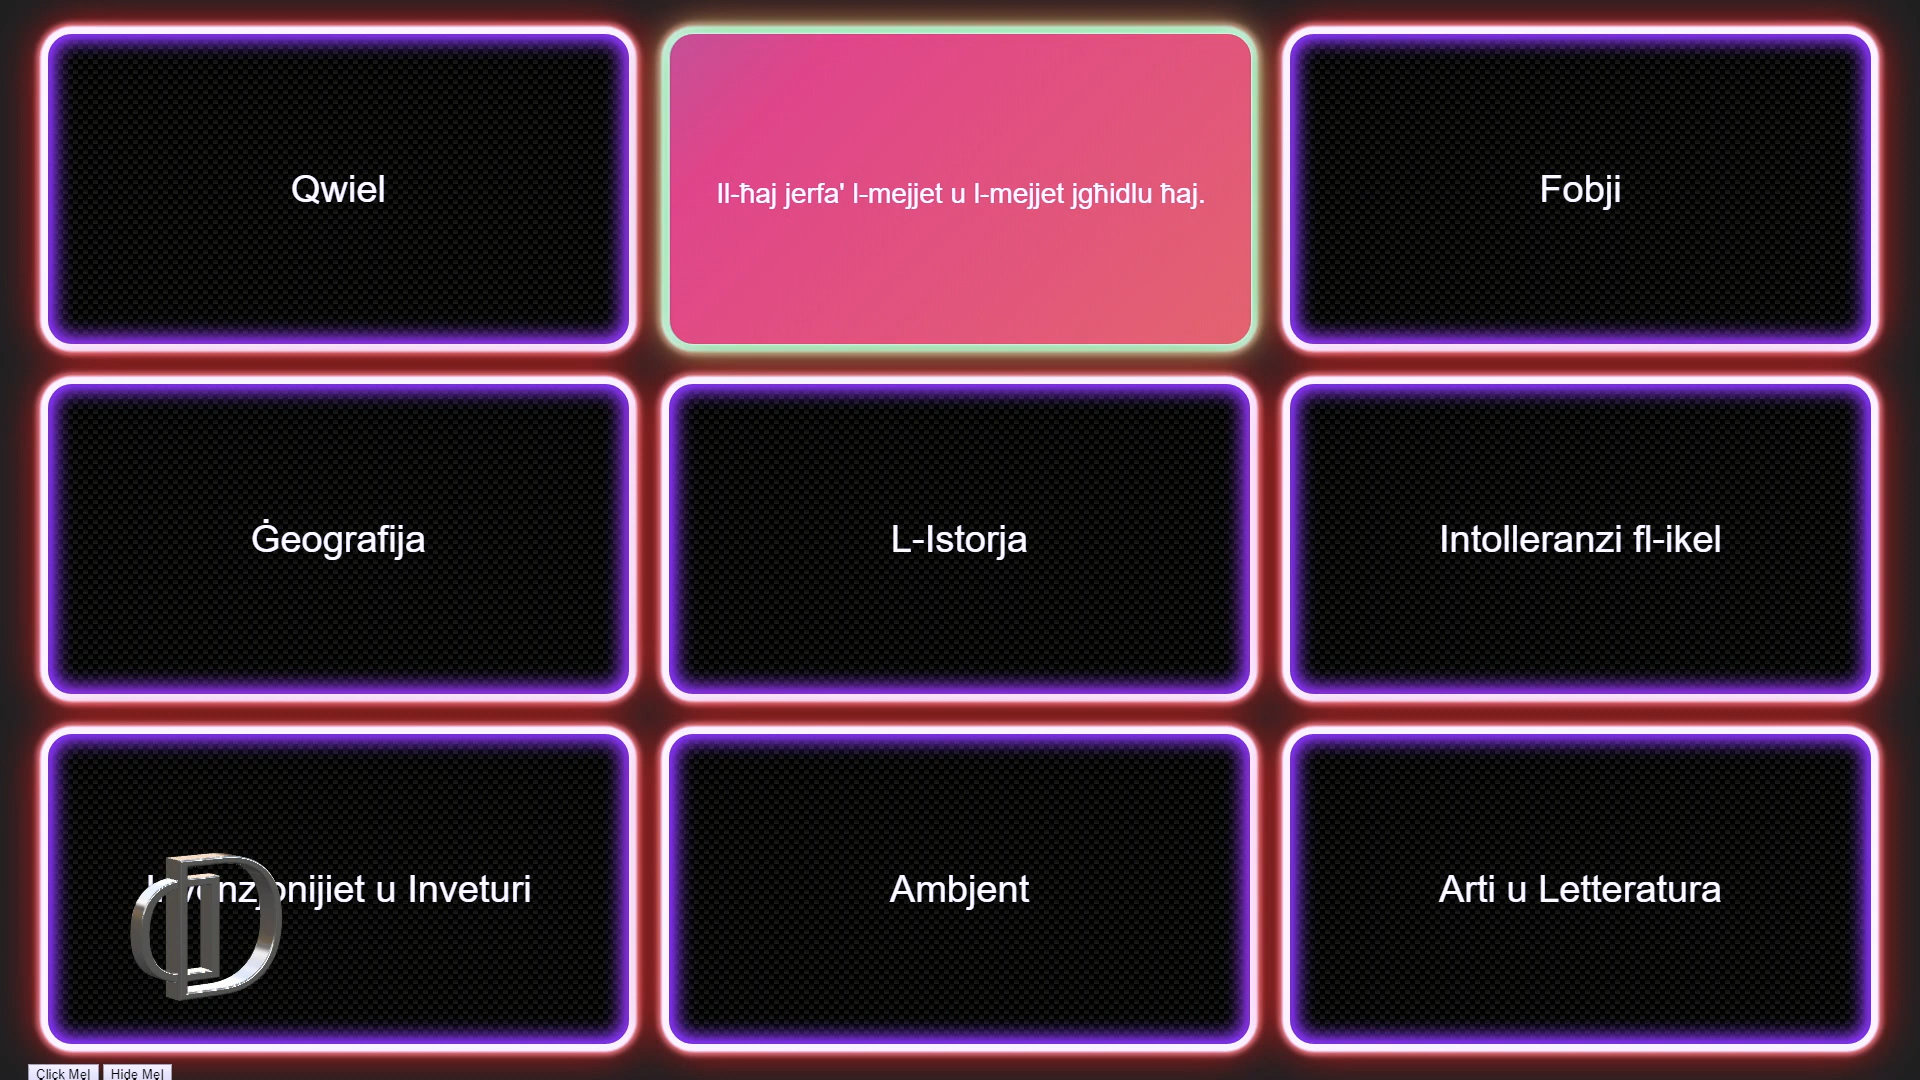 Qwiel
Il-ħaj jerfa' l-mejjet u l-mejjet jgħidlu ħaj.
Fobji
Ġeografija
L-Istorja
Intolleranzi fl-ikel
u Inveturi
Ambjent
Arti u Letteratura
Click Me! Hide Me!